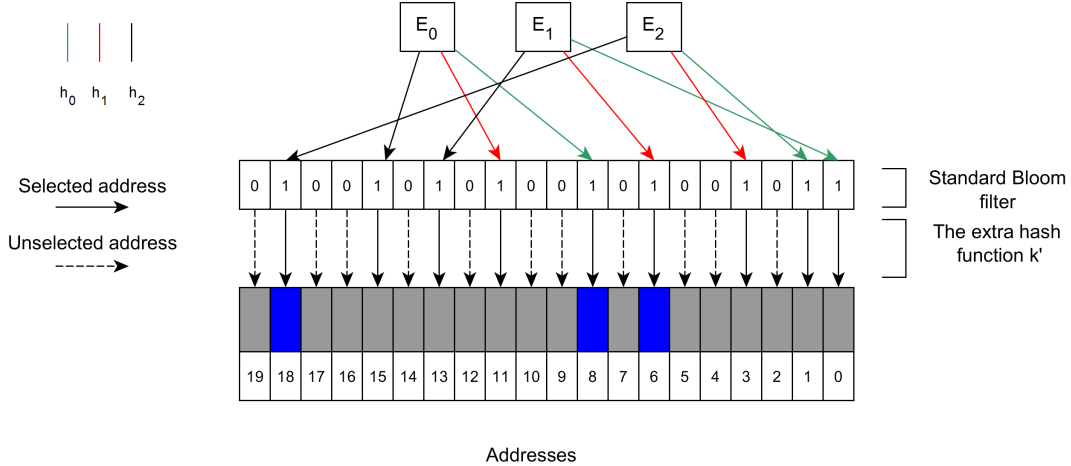 E0 E1 E2
h0 h1 h2
Selected address
0 1 0 0 1 0 1 0 1 0 0 1 0 1 0 0 1 0 1 1
Standard Bloom
filter
Unselected address
The extra hash
function k'
19 18 17 16 15 14 13 12 11 10 9 8 7 6 5 4 3 2 1 0
Addresses